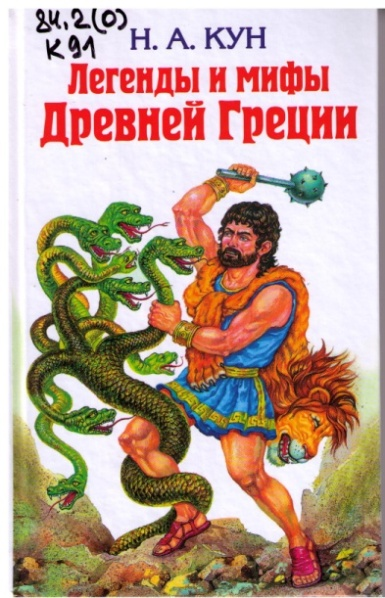 84.2(0)
К91
Н. А. КУН
Легенды и мифы
Древней Греции